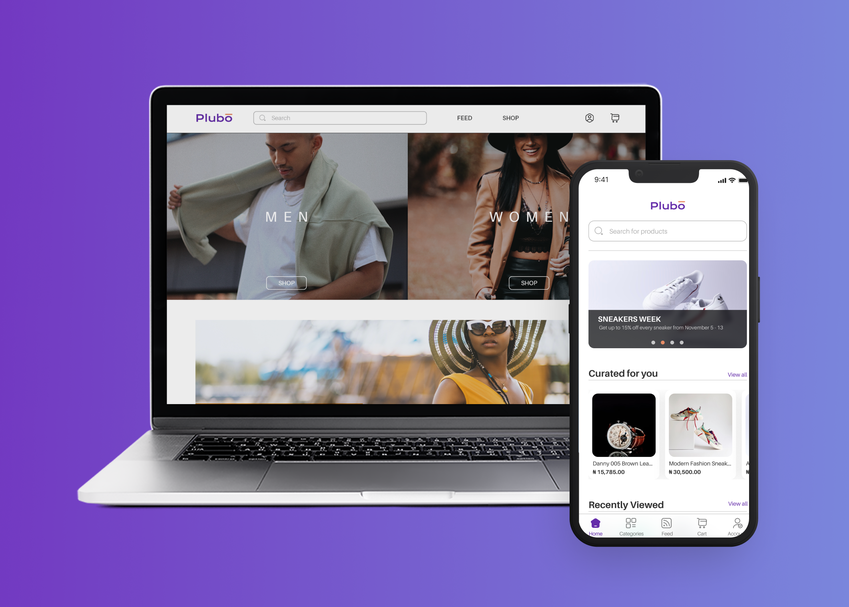 Plubo
Search
FEED
SHOP
MEN
SHOP
WOMEN
SHOP
9:41
Plubo
Search for products
SNEAKERS WEEK
Get up to 15% off every sneaker from November 5 - 13
Curated for you
View all
Danny 005 Brown Lea...
₦ 15,785.00
Modern Fashion Sneak...
₦ 30,500.00
Recently Viewed
View all
Home
Categories
Feed
Cart